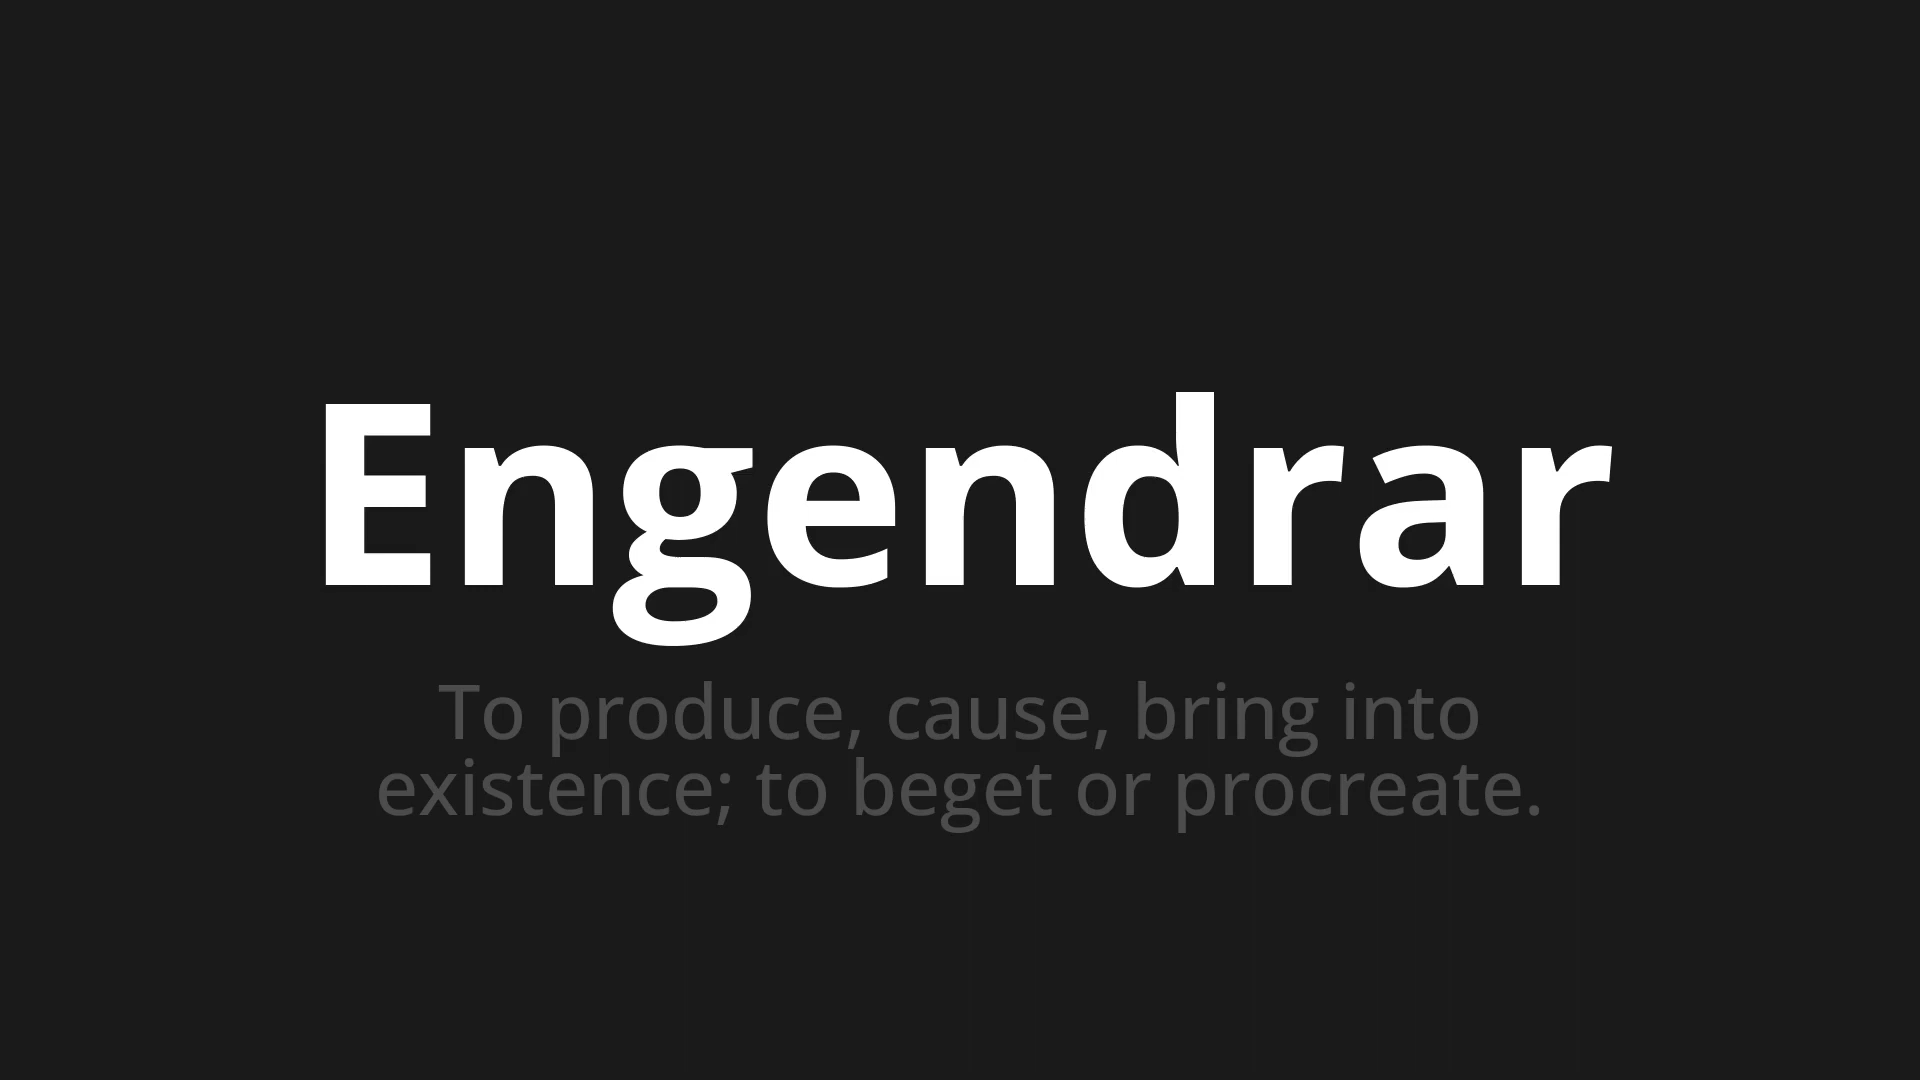 Engendrar
To produce, cause, bring into
existence; to beget or procreate.